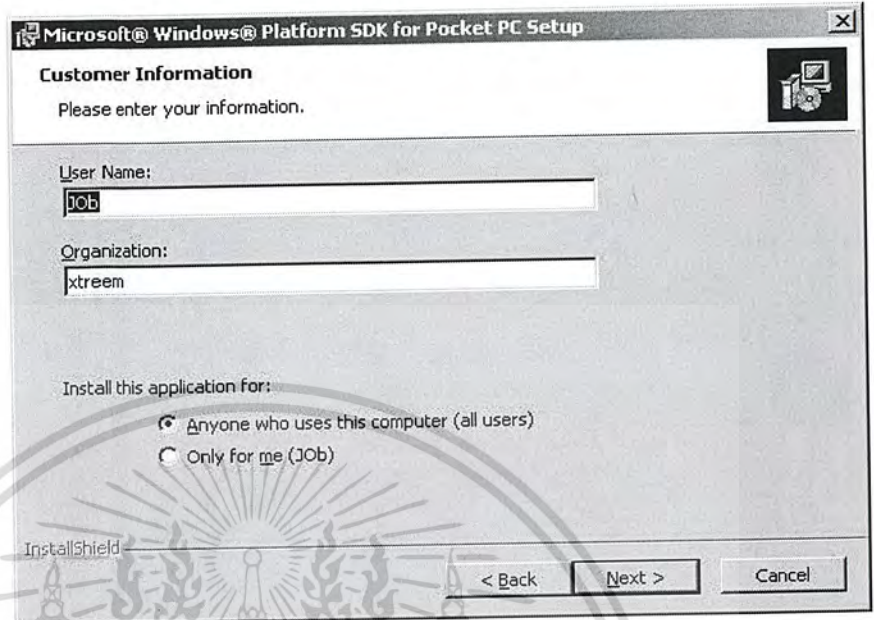 Microsoft® Windows® Platform SDK for Pocket PC Setup
Customer Information
Please enter your information.
User Name:
JOb
Organization:
xtreem
Install this application for:
Anyone who uses this computer (all users)
Only for me (JOb)
InstallShield
< Back Next > Cancel